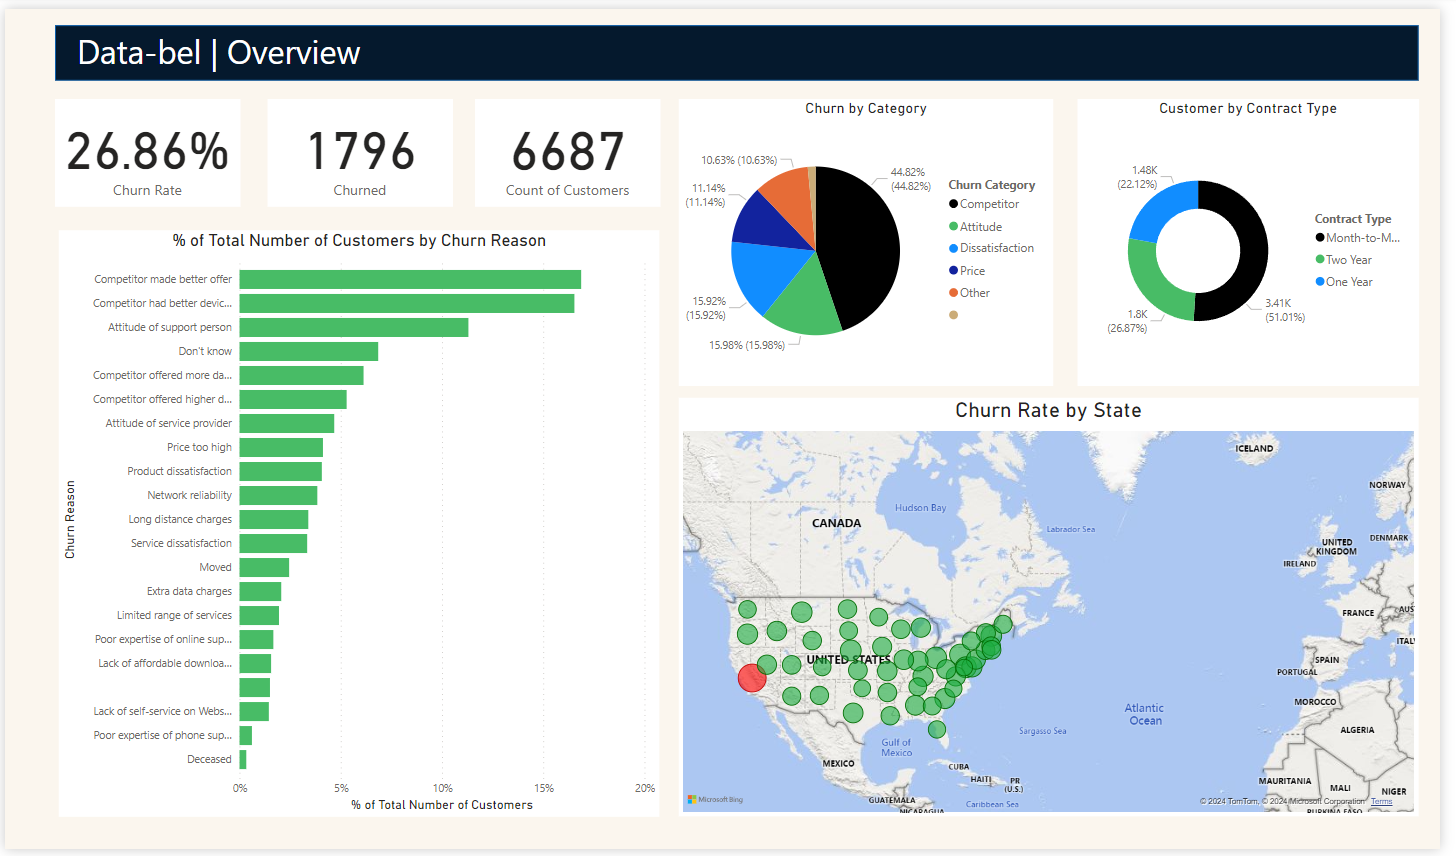 Data-bel | Overview
26.86%
Churn Rate
1796
Churned
6687
Count of Customers
% of Total Number of Customers by Churn Reason
Churn Reason
Competitor made better offer
Competitor had better devic...
Attitude of support person
Don't know
Competitor offered more da...
Competitor offered higher d...
Attitude of service provider
Price too high
Product dissatisfaction
Network reliability
Long distance charges
Service dissatisfaction
Moved
Extra data charges
Limited range of services
Poor expertise of online sup...
Lack of affordable downloa...
Lack of self-service on Webs...
Poor expertise of phone sup...
Deceased
0% 5% 10% 15% 20%
% of Total Number of Customers
Churn by Category
10.63% (10.63%)
11.14%
(11.14%)
15.92%
(15.92%)
15.98% (15.98%)
44.82%
(44.82%)
Churn Category
Competitor
Attitude
Dissatisfaction
Price
Other
Customer by Contract Type
1.48K
(22.12%)
1.8K
(26.87%)
3.41K
(51.01%)
Contract Type
Month-to-M...
Two Year
One Year
Churn Rate by State
ICELAND
NORWAY
Hudson Bay
CANADA
Labrador Sea
UNITED
KINGDOM
DENMARK
IRELAND
FRANCE
AUS
ITAL
UNITED STATES
SPAIN
PORTUGAL
Atlantic
Ocean
MOROCCO
Sargasso Sea
ALGERIA
Gulf of
Mexico
MEXICO
CUBA
HAITI
PR
(U.S.)
MAURITANIA
MALI
NIGER
GUATEMALA
Caribbean Sea
NICARAGUA
BURKINA FASO
Microsoft Bing
© 2024 TomTom, © 2024 Microsoft Corporation Terms